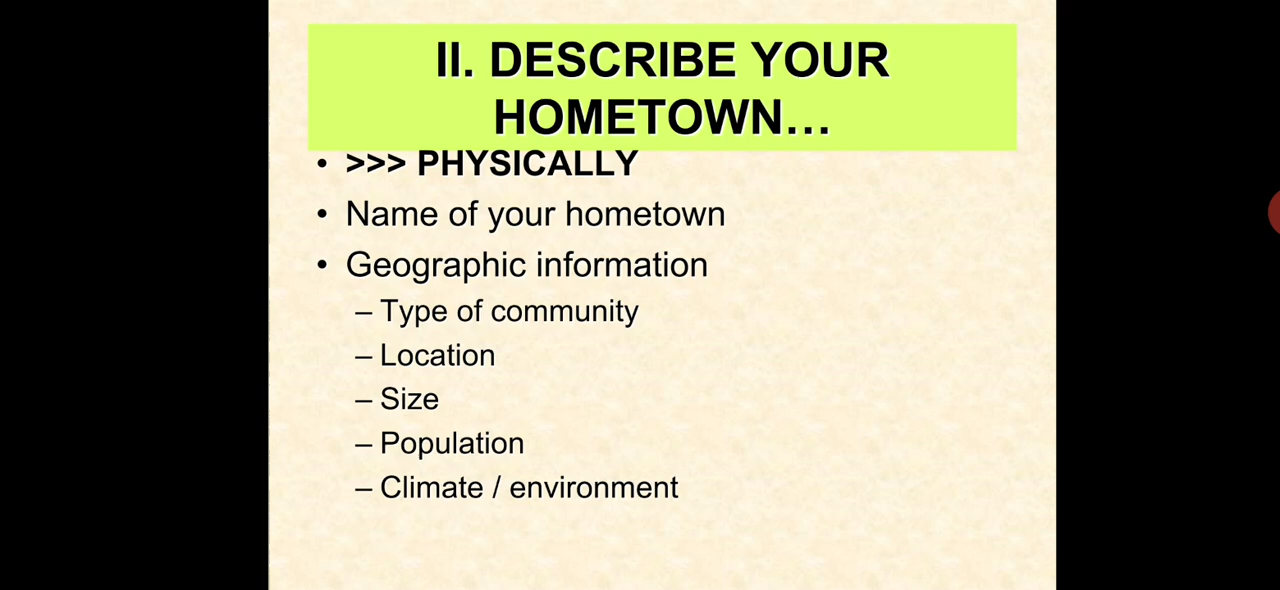 II. DESCRIBE YOUR
HOMETOWN…
• >>> PHYSICALLY
• Name of your hometown
• Geographic information
– Type of community
– Location
– Size
– Population
– Climate / environment